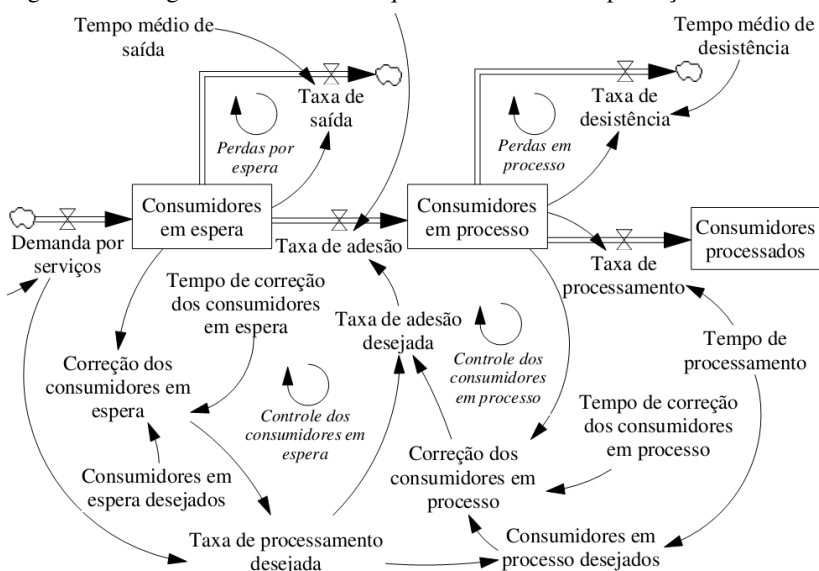 Tempo médio de
saída
Tempo médio de
desistência
Taxa de
saída
Taxa de
desistência
Perdas por
espera
Perdas em
processo
Consumidores
em espera
Consumidores
em processo
Consumidores
processados
Demanda por
serviços
Taxa de adesão
Taxa de
processamento
Tempo de correção
dos consumidores
em espera
Taxa de adesão
desejada
Tempo de
processamento
Correção dos
consumidores em
espera
Controle dos
consumidores
em processo
Controle dos
consumidores em
espera
Tempo de correção
dos consumidores
em processo
Consumidores em
espera desejados
Correção dos
consumidores em
processo
Taxa de processamento
desejada
Consumidores em
processo desejados